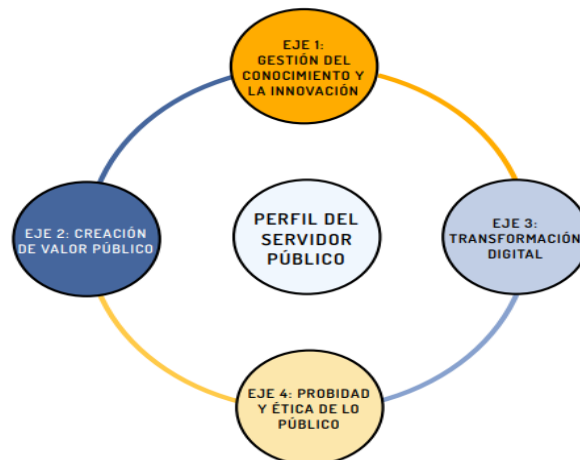 EJE 1:
GESTIÓN DEL
CONOCIMIENTO Y
LA INNOVACIÓN
EJE 2: CREACIÓN
DE VALOR PÚBLICO
PERFIL DEL
SERVIDOR
PÚBLICO
EJE 3:
TRANSFORMACIÓN
DIGITAL
EJE 4: PROBIDAD
Y ÉTICA DE LO
PÚBLICO